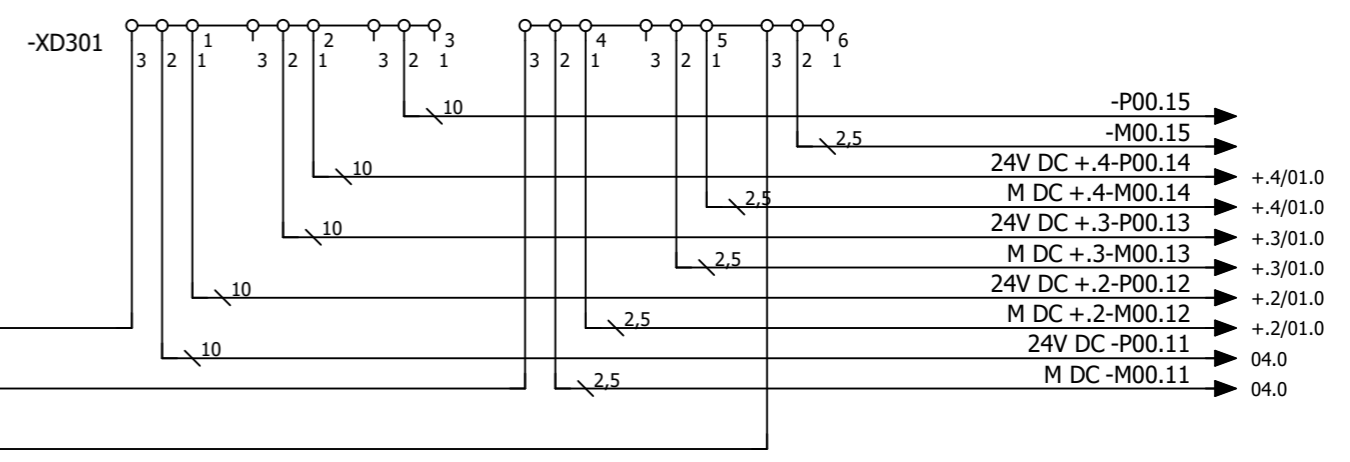 -XD301
1 2 3 4 5 6
3 2 1 3 2 1 3 2 1 3 2 1 3 2 1 3 2 1
10 -P00.15
2,5 -M00.15
10 24V DC +.4-P00.14 +.4/01.0
2,5 M DC +.4-M00.14 +.4/01.0
10 24V DC +.3-P00.13 +.3/01.0
2,5 M DC +.3-M00.13 +.3/01.0
10 24V DC +.2-P00.12 +.2/01.0
2,5 M DC +.2-M00.12 +.2/01.0
10 24V DC -P00.11 04.0
2,5 M DC -M00.11 04.0